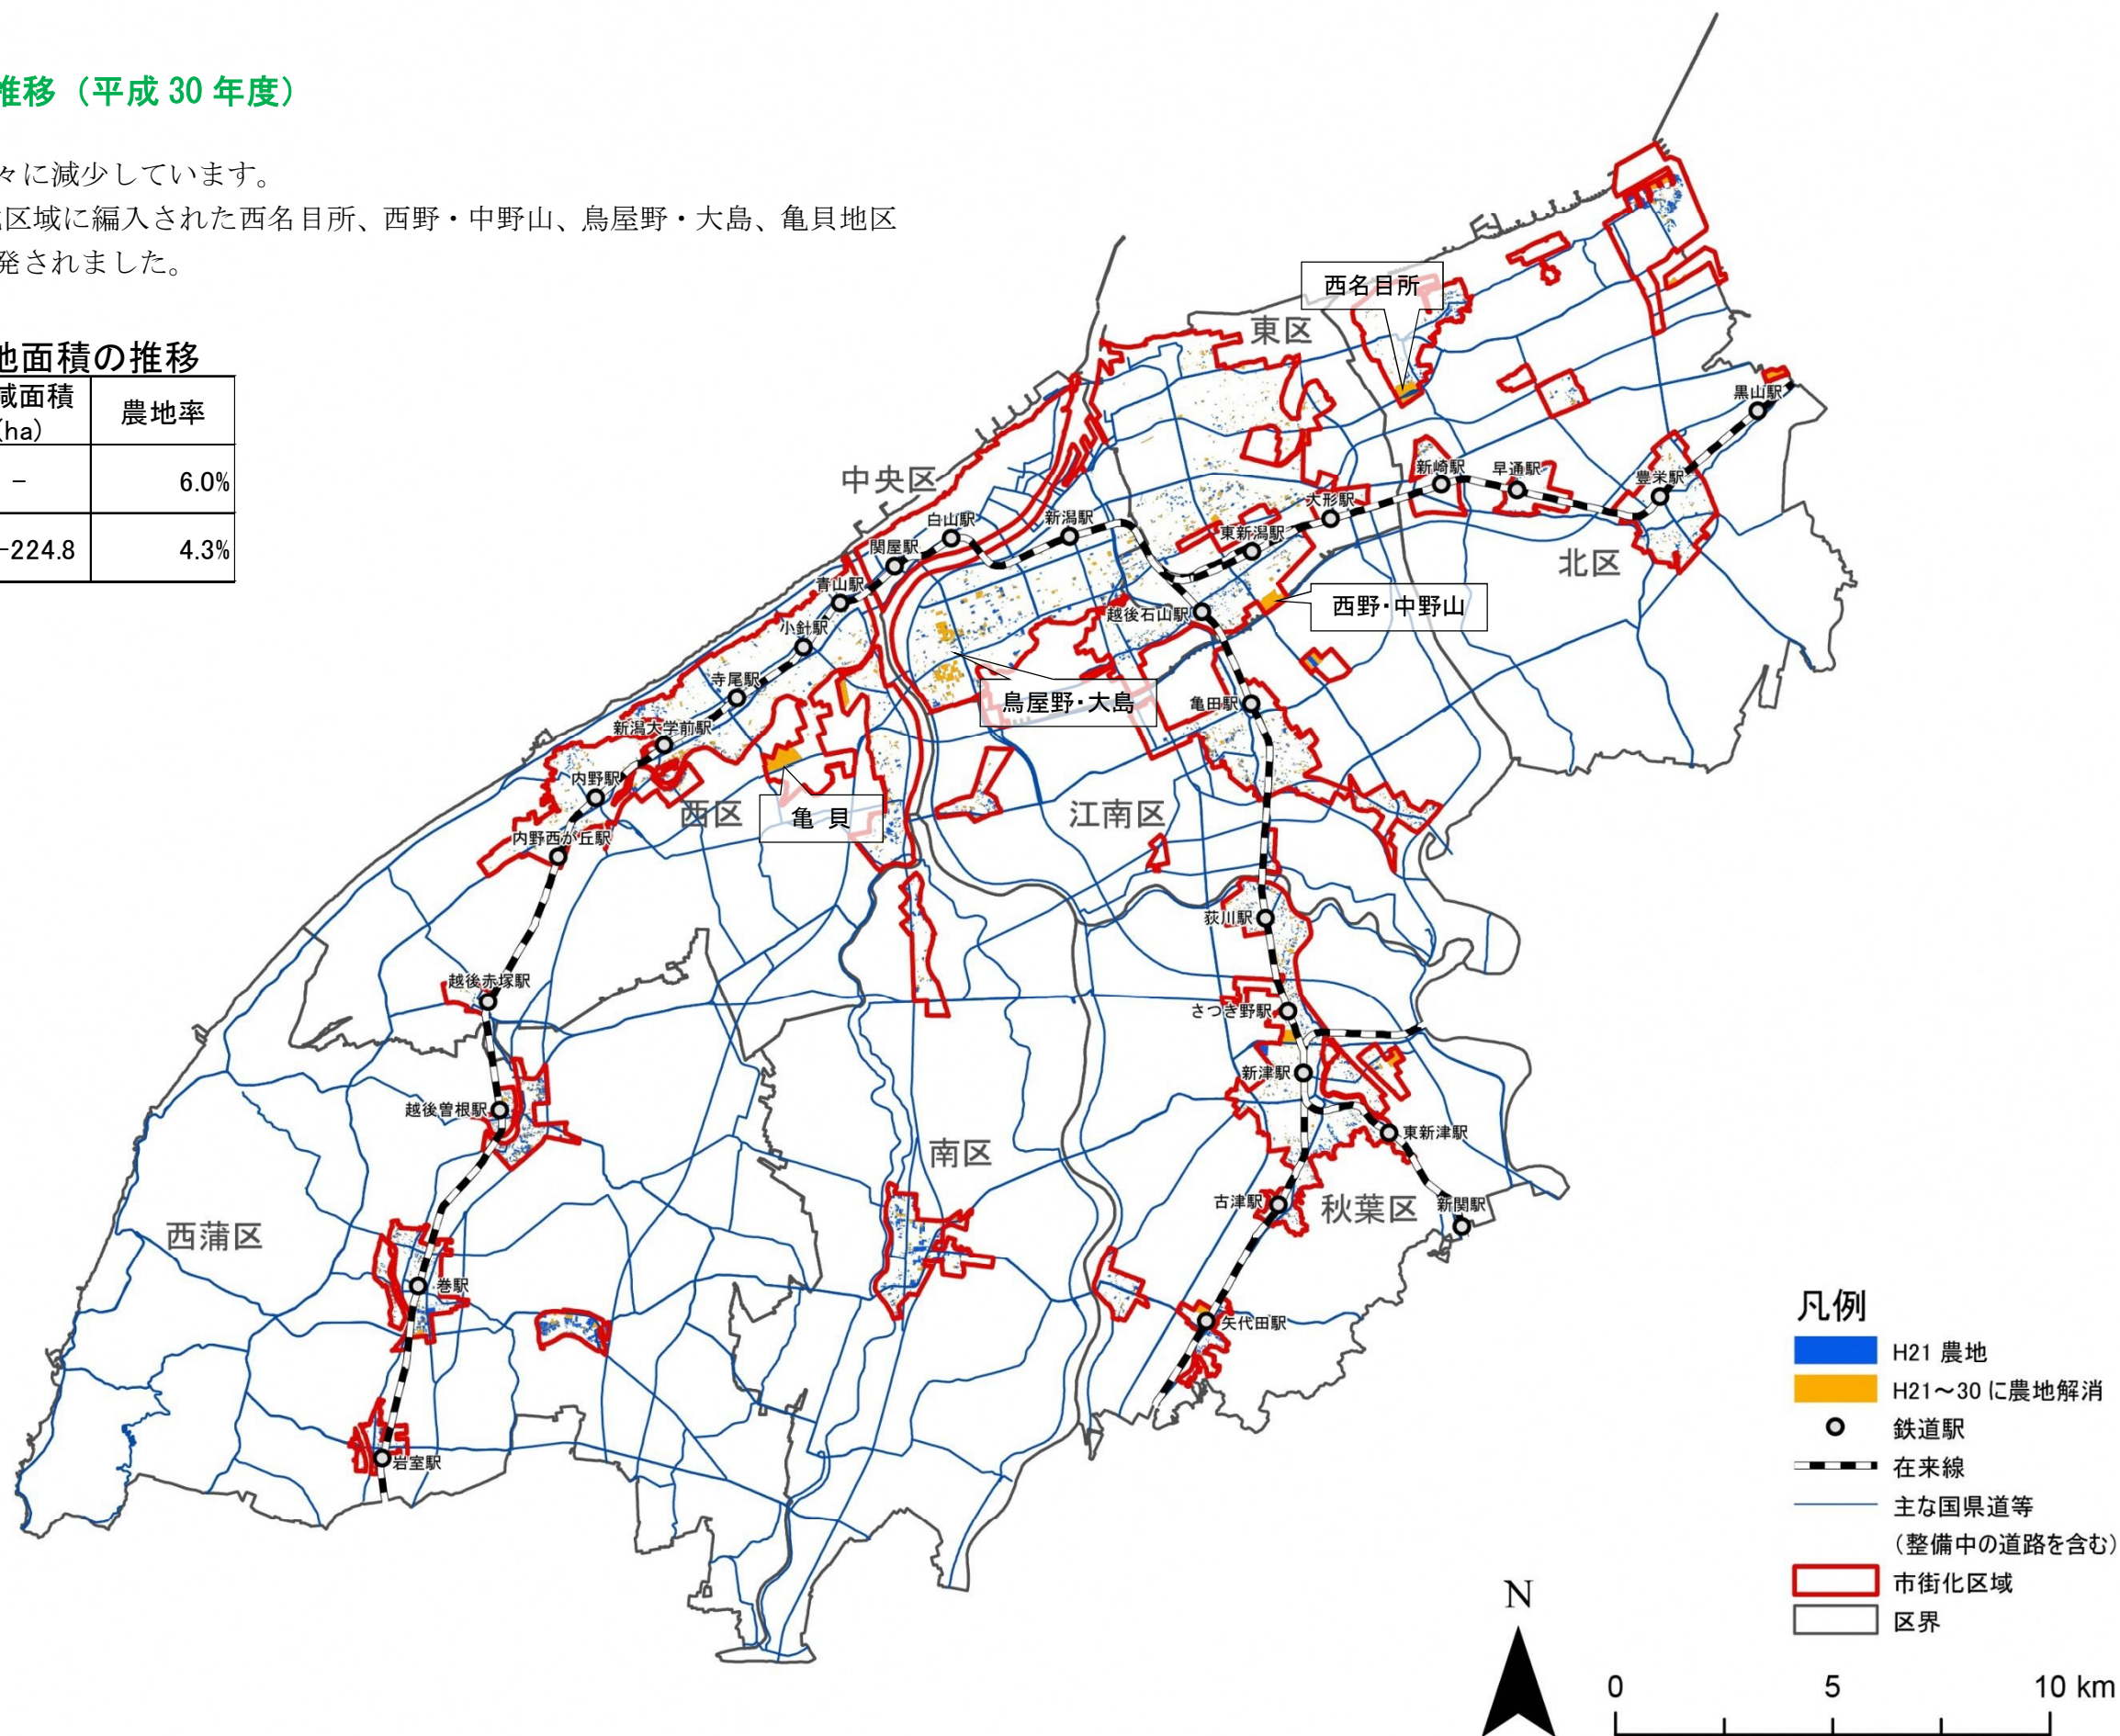 推移（平成 30 年度）
々に減少しています。
区域に編入された西名目所、西野・中野山、鳥屋野・大島、亀貝地区
発されました。
地面積の推移
減面積
(ha)
農地率
－
6.0%
-224.8
4.3%
西名目所
東区
黒山駅
中央区
新崎駅
早通駅
豊栄駅
大形駅
白山駅
新潟駅
東新潟駅
関屋駅
北区
青山駅
西野・中野山
越後石山駅
小針駅
寺尾駅
鳥屋野・大島
亀田駅
新潟大学前駅
内野駅
西区
亀 貝
江南区
内野西が丘駅
荻川駅
越後赤塚駅
さつき野駅
新津駅
越後曽根駅
東新津駅
南区
古津駅
秋葉区
新関駅
西蒲区
巻駅
矢代田駅
岩室駅
凡例
H21 農地
H21～30 に農地解消
鉄道駅
在来線
主な国県道等
（整備中の道路を含む）
市街化区域
区界
N
0 5 10 km